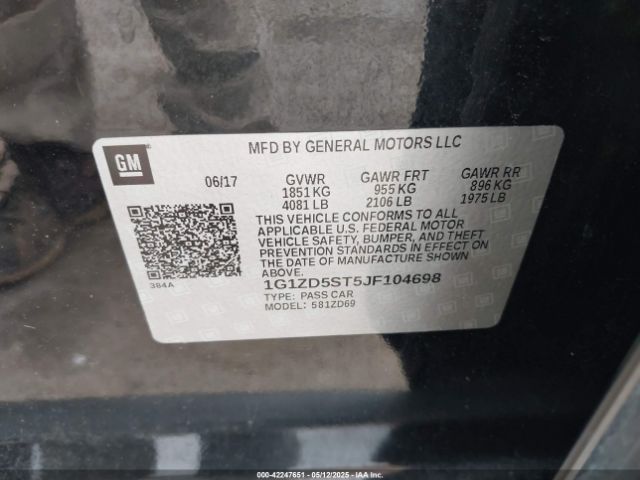 GM
MFD BY GENERAL MOTORS LLC
06/17 GVWR GAWR FRT GAWR RR
1851 KG 955 KG 896 KG
4081 LB 2106 LB 1975 LB
THIS VEHICLE CONFORMS TO ALL
APPLICABLE U.S. FEDERAL MOTOR
VEHICLE SAFETY, BUMPER, AND THEFT
PREVENTION STANDARDS IN EFFECT ON
THE DATE OF MANUFACTURE SHOWN
ABOVE.
384A
1G1ZD5ST5JF104698
TYPE: PASS CAR
MODEL: 581ZD69
000-42247651 - 05/12/2025 - IAAI.COM